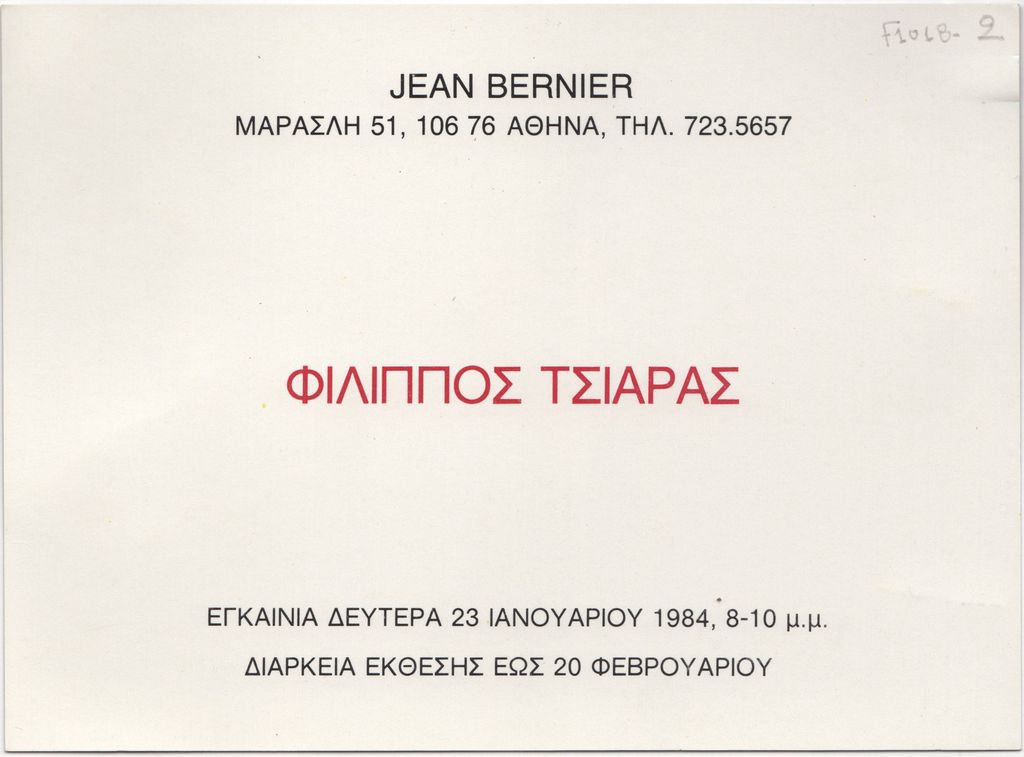 F1018- 2
JEAN BERNIER
ΜΑΡΑΣΛΗ 51, 106 76 ΑΘΗΝΑ, ΤΗΛ. 723.5657
ΦΙΛΙΠΠΟΣ ΤΣΙΑΡΑΣ
ΕΓΚΑΙΝΙΑ ΔΕΥΤΕΡΑ 23 ΙΑΝΟΥΑΡΙΟΥ 1984, 8-10 μ.μ.
ΔΙΑΡΚΕΙΑ ΕΚΘΕΣΗΣ ΕΩΣ 20 ΦΕΒΡΟΥΑΡΙΟΥ